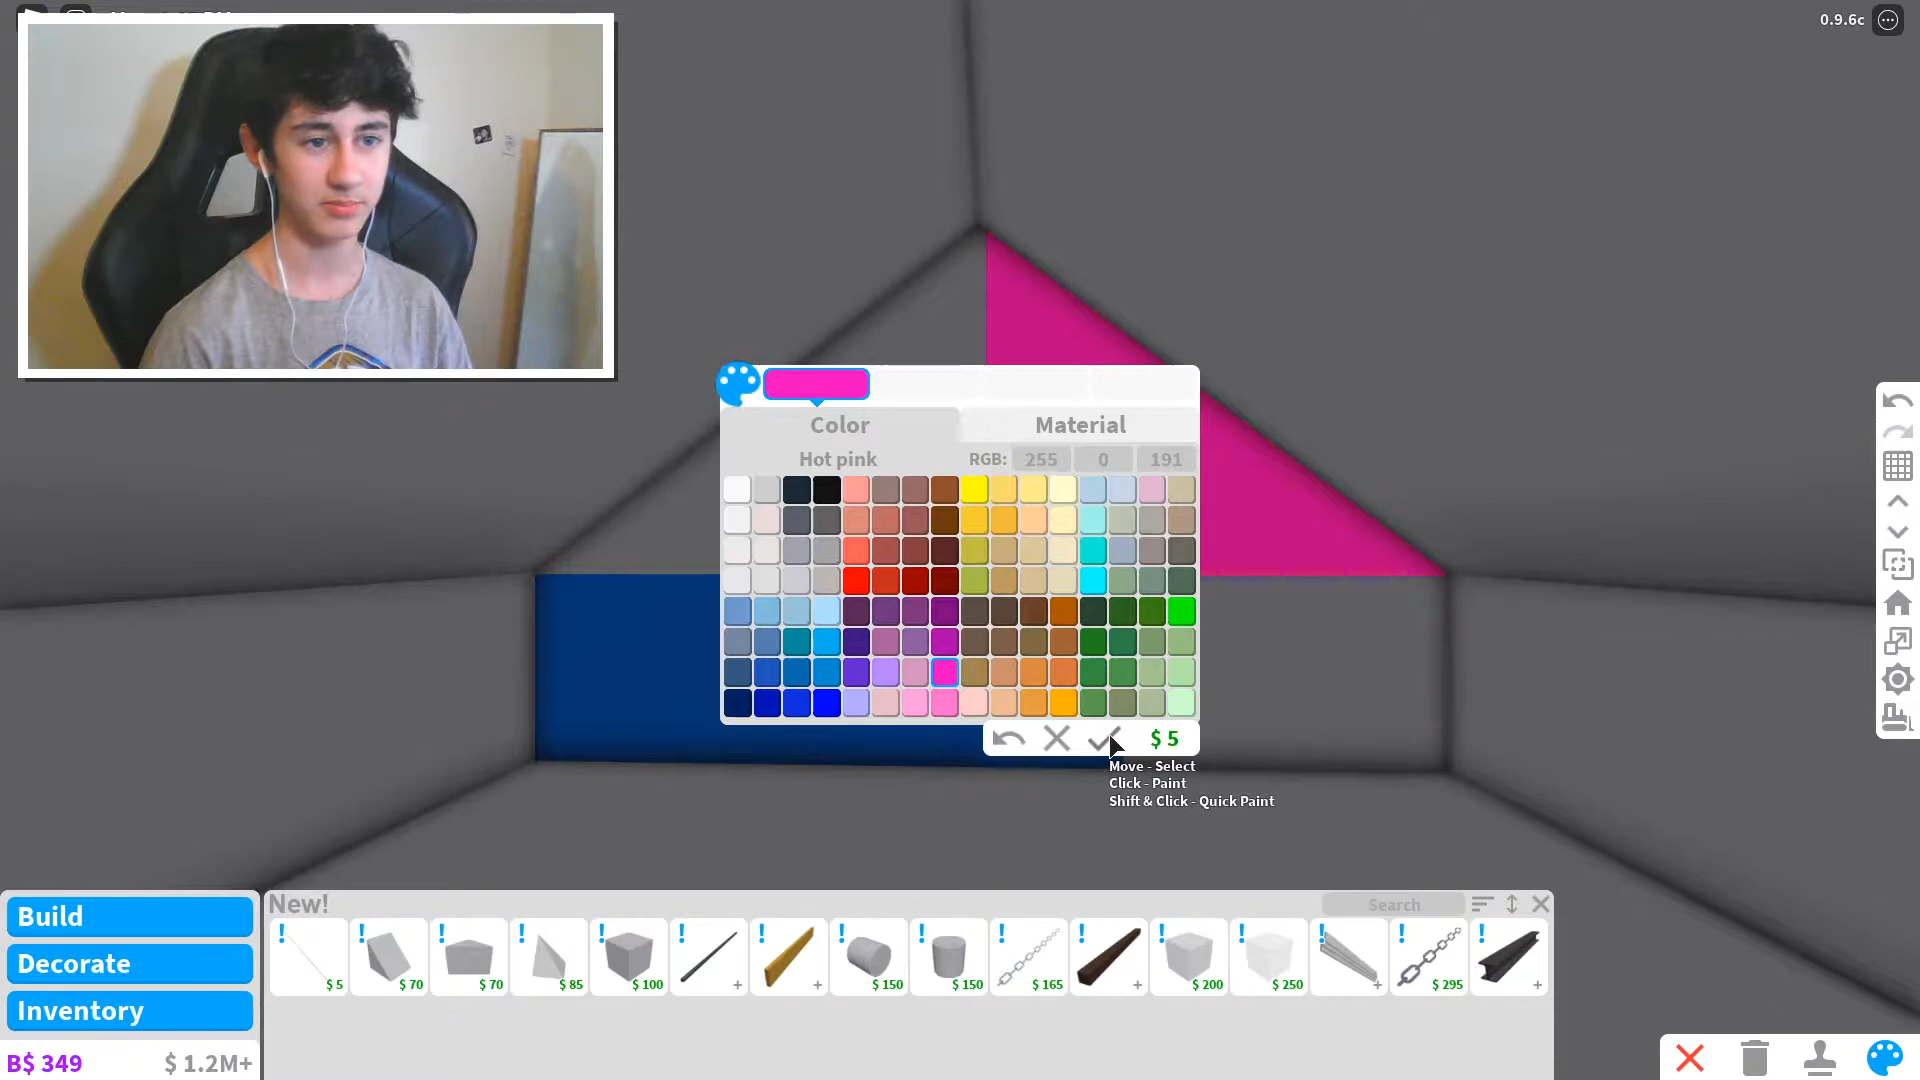 0.9.6c
Color
Material
Hot pink
RGB: 255 0 191
$ 5
Move - Select
Click - Paint
Shift & Click - Quick Paint
Build
Decorate
Inventory
B$ 349
$ 1.2M+
New!
Search
! ! ! ! ! ! ! ! ! ! ! ! ! ! ! !
$ 5 $ 70 $ 70 $ 85 $ 100 + + $ 150 $ 150 $ 165 + $ 200 $ 250 + $ 295 +